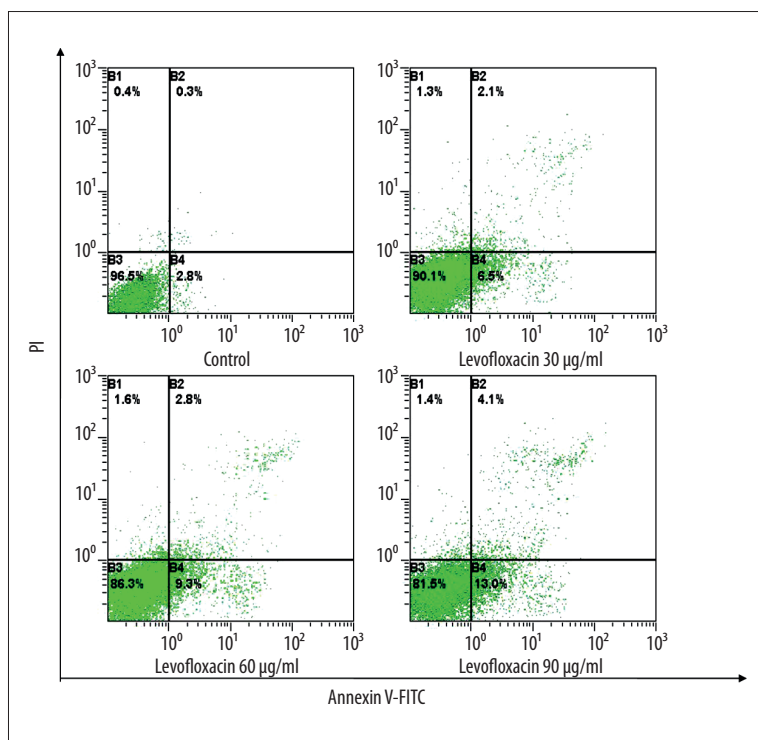 B1 B2
0.4% 0.3%
B3 B4
96.5% 2.8%
10³
10²
10¹
10⁰
10⁰ 10¹ 10² 10³
Control
B1 B2
1.3% 2.1%
B3 B4
90.1% 6.5%
10³
10²
10¹
10⁰
10⁰ 10¹ 10² 10³
Levofloxacin 30 µg/ml
B1 B2
1.6% 2.8%
B3 B4
86.3% 9.3%
10³
10²
10¹
10⁰
10⁰ 10¹ 10² 10³
Levofloxacin 60 µg/ml
B1 B2
1.4% 4.1%
B3 B4
81.5% 13.0%
10³
10²
10¹
10⁰
10⁰ 10¹ 10² 10³
Levofloxacin 90 µg/ml
PI
Annexin V-FITC